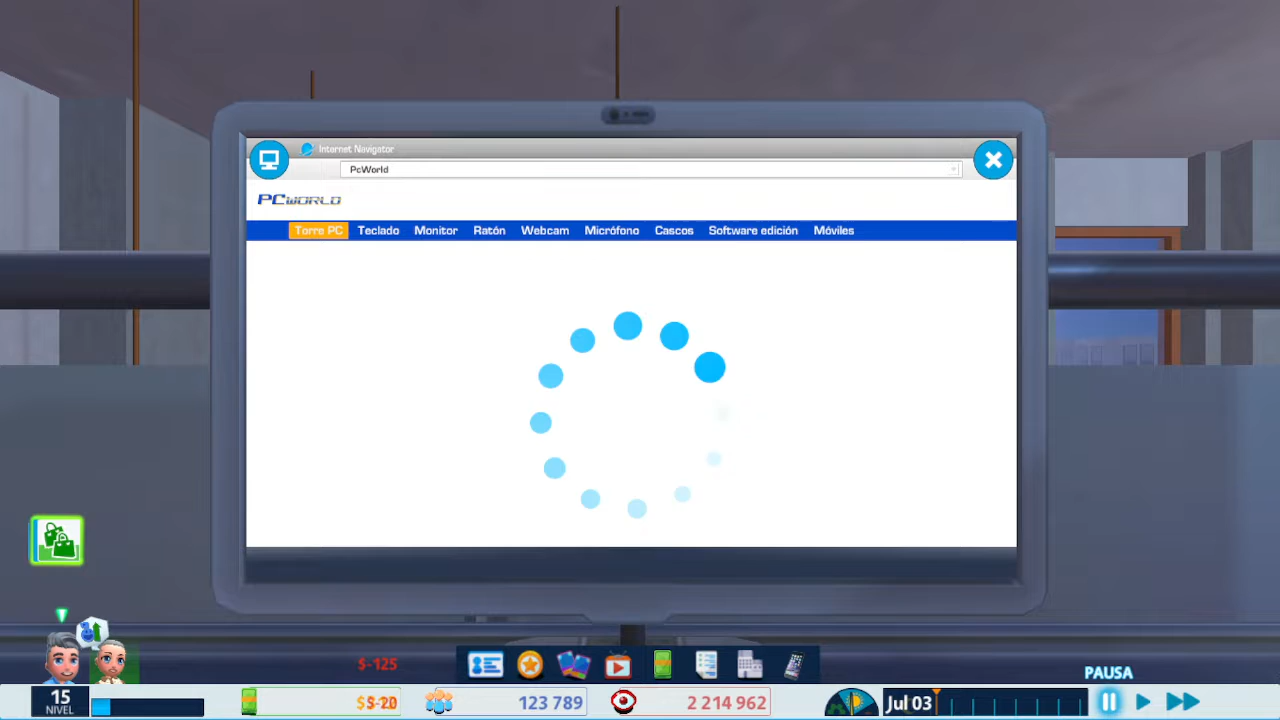 Internet Navigator
PcWorld
PCWORLD
Torre PC Teclado Monitor Ratón Webcam Micrófono Cascos Software edición Móviles
$-125
PAUSA
15
NIVEL
123 789
2 214 962
Jul 03